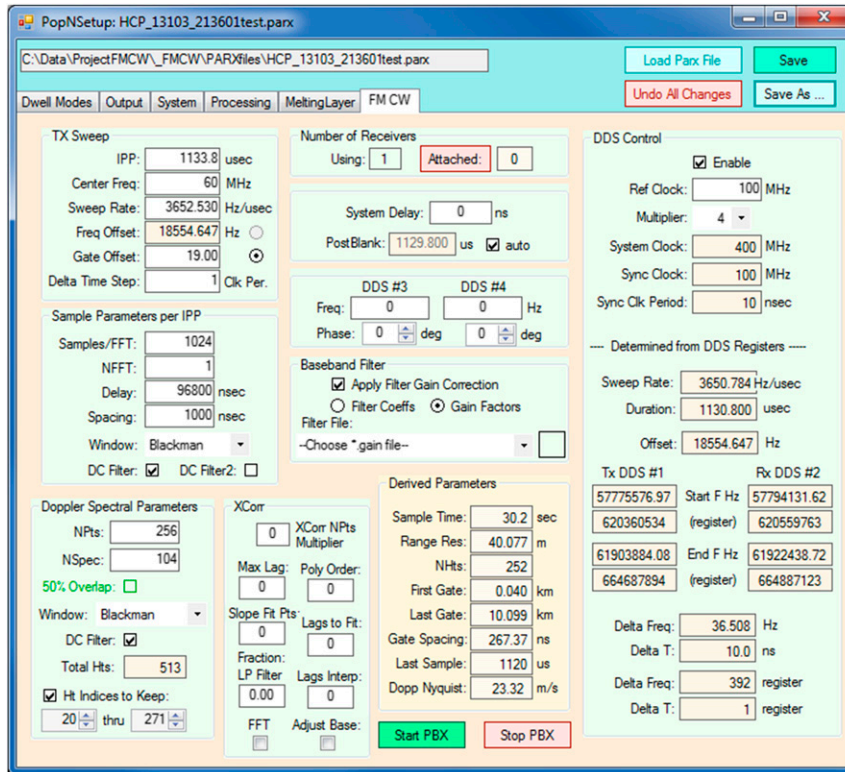 PopNSetup: HCP_13103_213601test.parx
C:\Data\ProjectFMCW\_FMCW\PARXfiles\HCP_13103_213601test.parx
Load Parx File
Save
Undo All Changes
Save As ...
Dwell Modes
Output
System
Processing
MeltingLayer
FM CW
TX Sweep
IPP: 1133.8 usec
Center Freq: 60 MHz
Sweep Rate: 3652.530 Hz/usec
Freq Offset: 18554.647 Hz
Gate Offset: 19.00
Delta Time Step: 1 Clk Per.
Sample Parameters per IPP
Samples/FFT: 1024
NFFT: 1
Delay: 96800 nsec
Spacing: 1000 nsec
Window: Blackman
DC Filter: DC Filter2:
Doppler Spectral Parameters
NPts: 256
NSpec: 104
50% Overlap:
Window: Blackman
DC Filter:
Total Hts: 513
Ht Indices to Keep:
20 thru 271
Number of Receivers
Using: 1 Attached: 0
System Delay: 0 ns
PostBlank: 1129.800 us auto
DDS #3 DDS #4
Freq: 0 0 Hz
Phase: 0 deg 0 deg
Baseband Filter
Apply Filter Gain Correction
Filter Coeffs Gain Factors
Filter File:
--Choose *.gain file--
XCorr
0 XCorr NPts
Multiplier
Max Lag: Poly Order:
0 0
Slope Fit Pts: Lags to Fit:
0 0
Fraction:
LP Filter Lags Interp:
0.00 0
FFT Adjust Base:
Derived Parameters
Sample Time: 30.2 sec
Range Res: 40.077 m
NHts: 252
First Gate: 0.040 km
Last Gate: 10.099 km
Gate Spacing: 267.37 ns
Last Sample: 1120 us
Dopp Nyquist: 23.32 m/s
Start PBX
Stop PBX
DDS Control
Enable
Ref Clock: 100 MHz
Multiplier: 4
System Clock: 400 MHz
Sync Clock: 100 MHz
Sync Clk Period: 10 nsec
---- Determined from DDS Registers -----
Sweep Rate: 3650.784 Hz/usec
Duration: 1130.800 usec
Offset: 18554.647 Hz
Tx DDS #1 Rx DDS #2
57775576.97 Start F Hz 57794131.62
620360534 (register) 620559763
61903884.08 End F Hz 61922438.72
664687894 (register) 664887123
Delta Freq: 36.508 Hz
Delta T: 10.0 ns
Delta Freq: 392 register
Delta T: 1 register